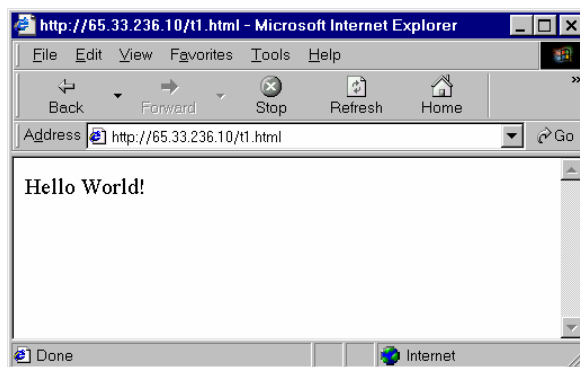 http://65.33.236.10/t1.html - Microsoft Internet Explorer
File Edit View Favorites Tools Help
Back Forward Stop Refresh Home »
Address http://65.33.236.10/t1.html Go
Hello World!
Done Internet